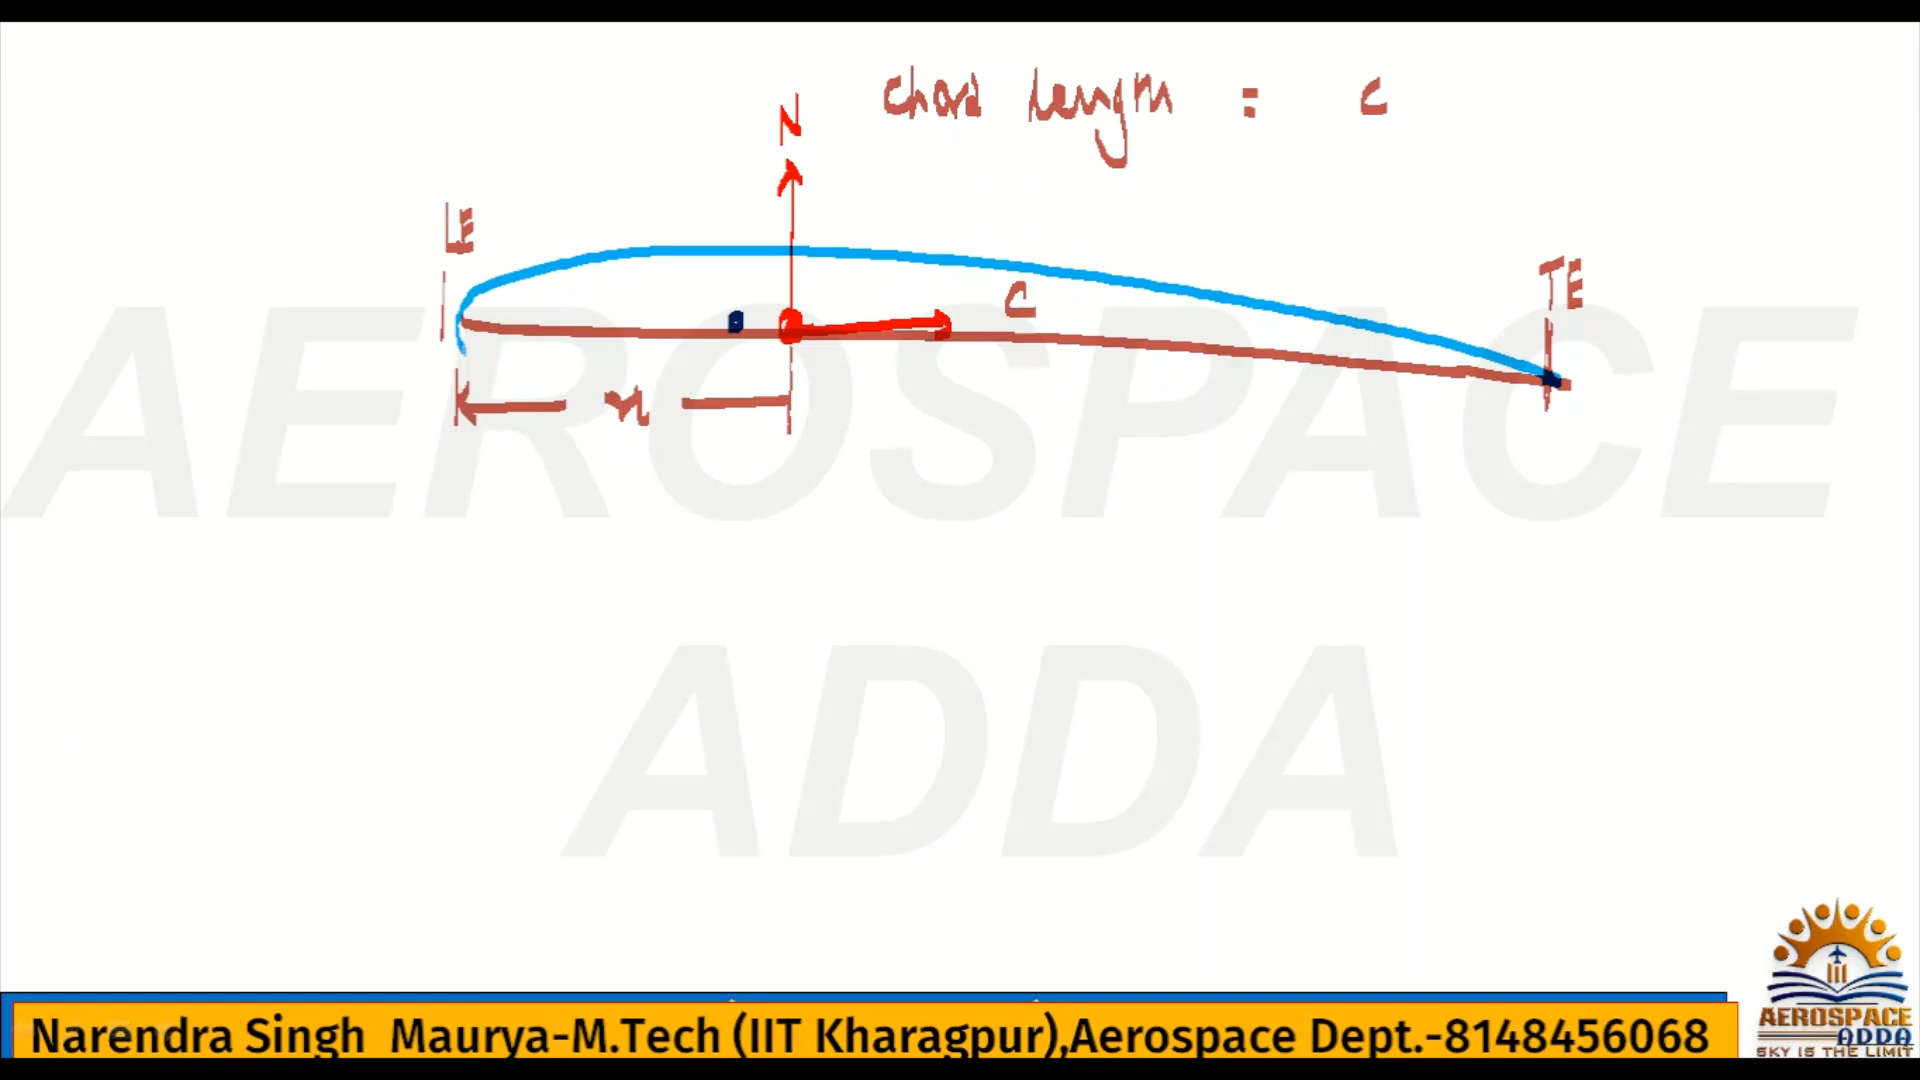 chord length = c
N
LE
TE
C
x
AEROSPACE
ADDA
Narendra Singh Maurya-M.Tech (IIT Kharagpur),Aerospace Dept.-8148456068
AEROSPACE
ADDA
SKY IS THE LIMIT